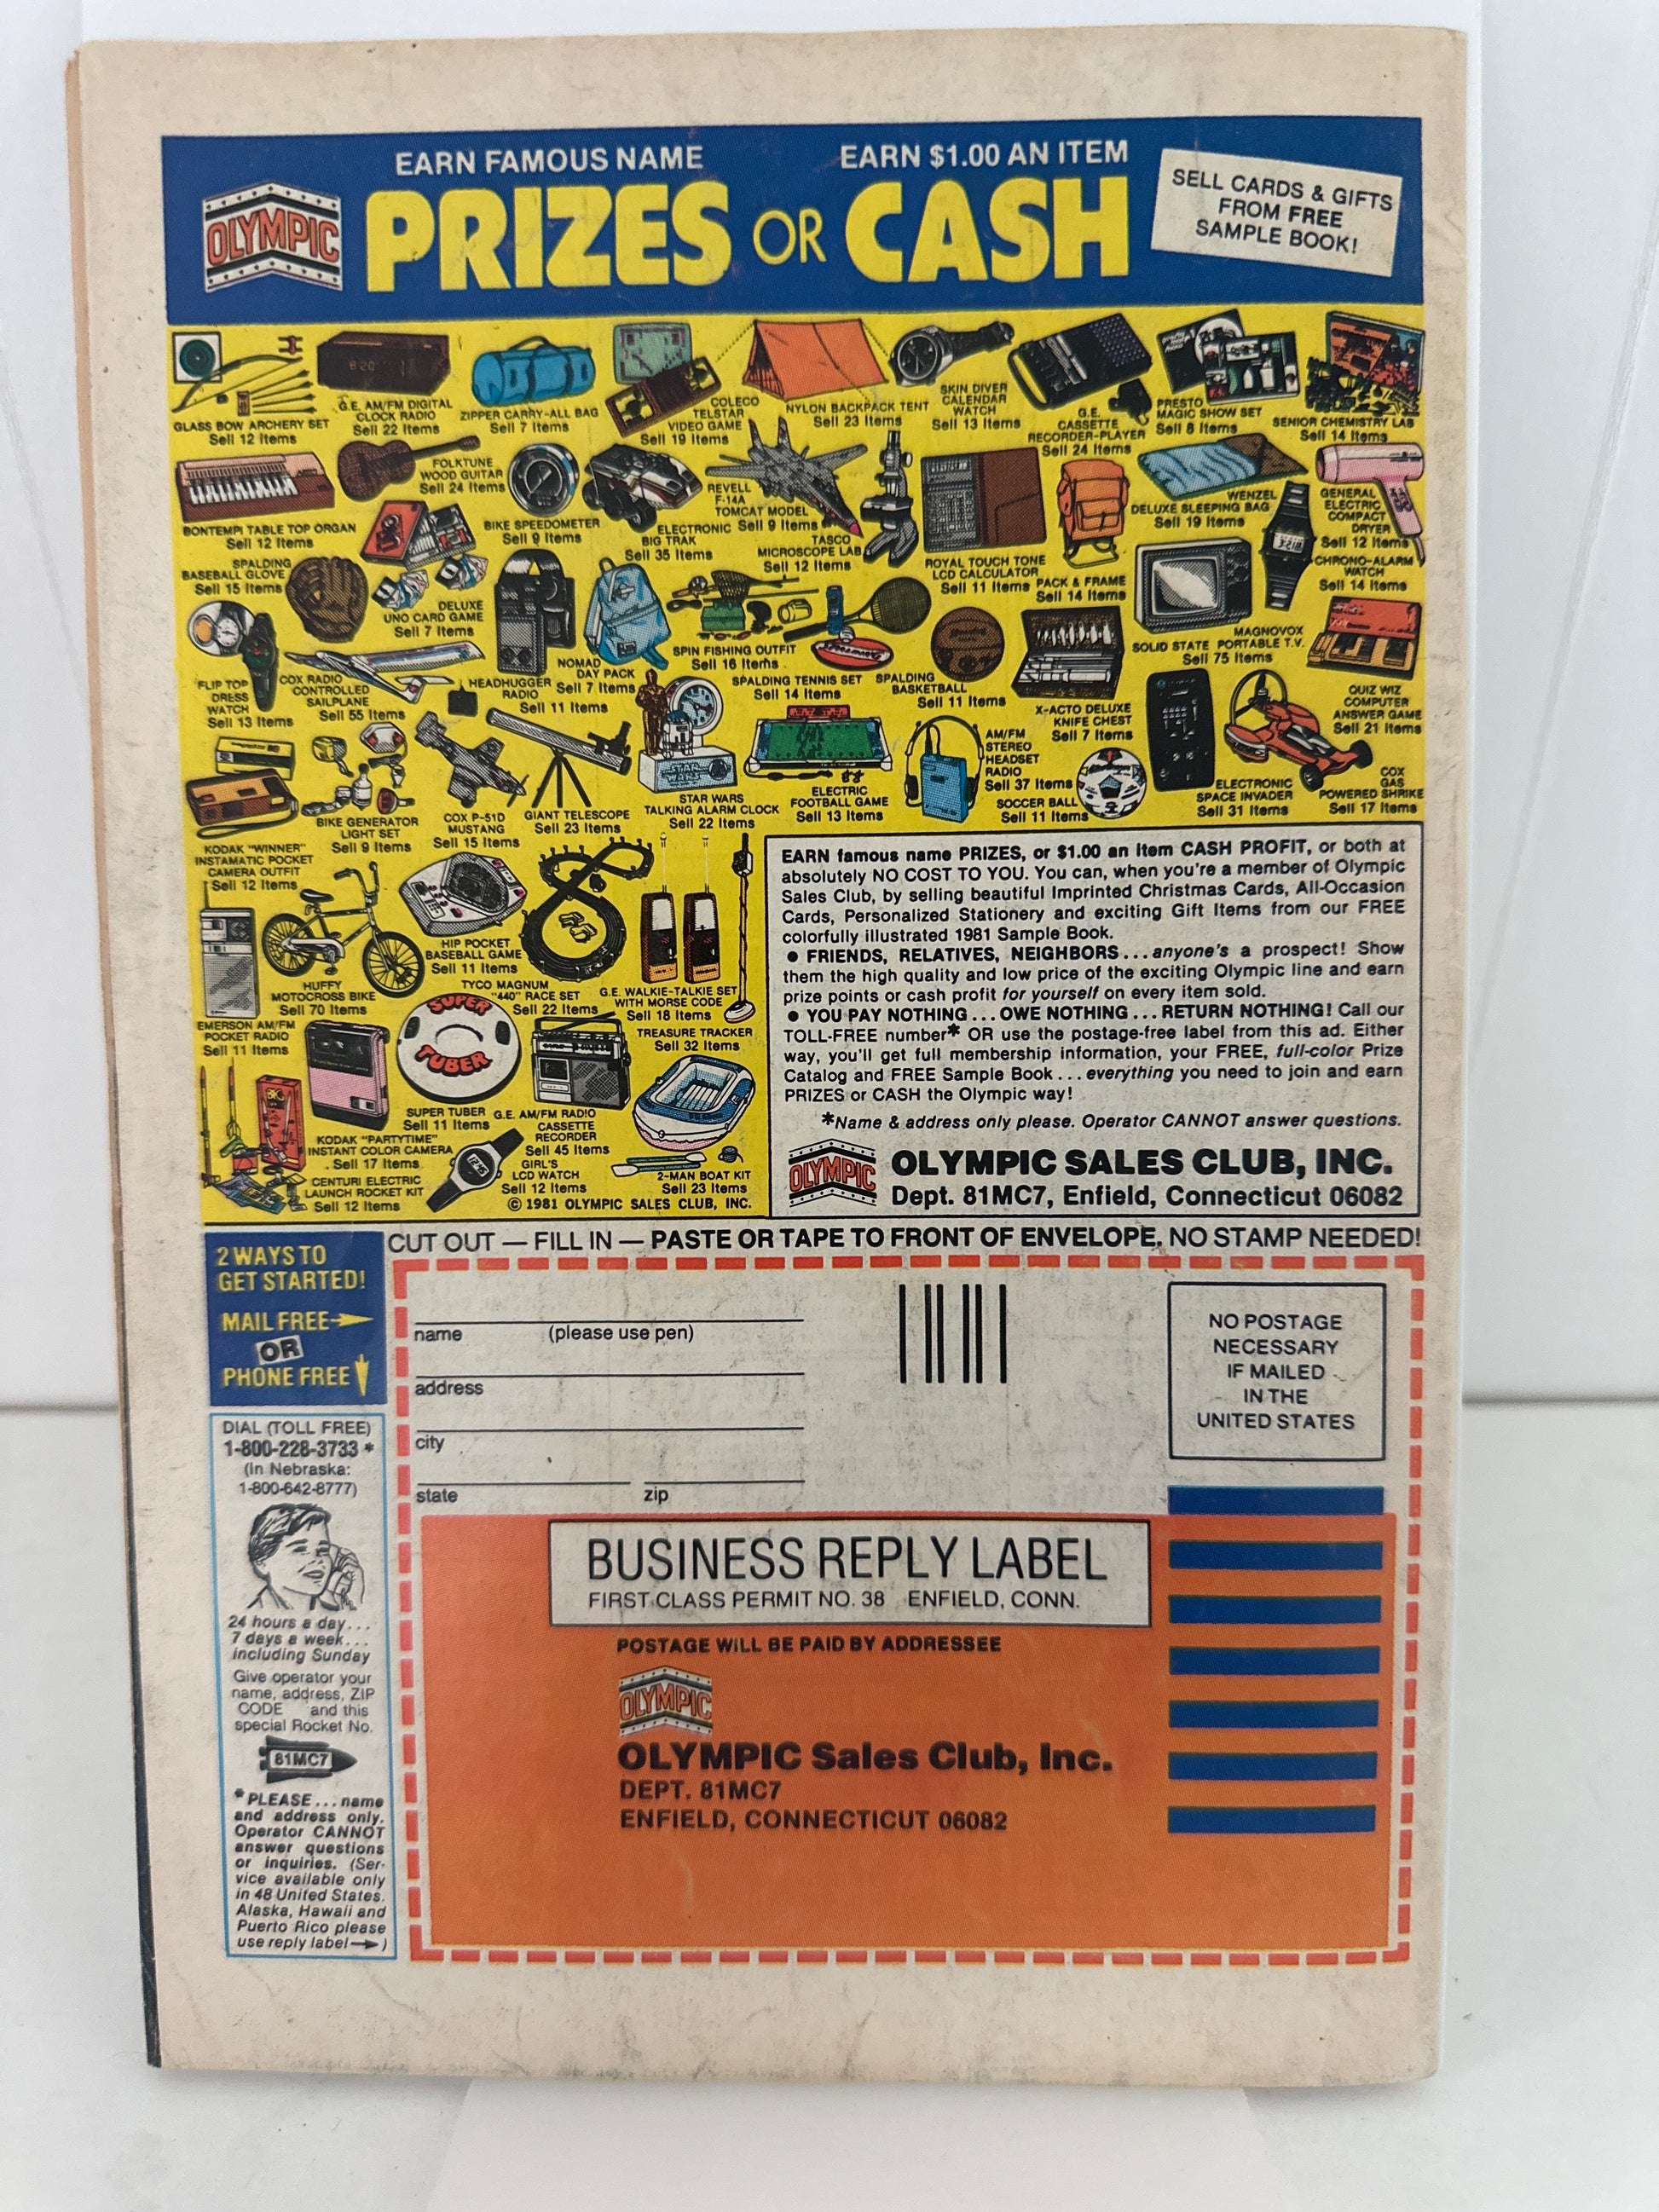 EARN FAMOUS NAME
PRIZES OR
EARN $1.00 AN ITEM
CASH
OLYMPIC
SELL CARDS & GIFTS
FROM FREE
SAMPLE BOOK!
GLASS BOW ARCHERY SET
Sell 12 Items
G.E. AM/FM DIGITAL
CLOCK RADIO
Sell 22 Items
ZIPPER CARRY-ALL BAG
Sell 7 Items
COLECO
TELSTAR
VIDEO GAME
Sell 19 Items
NYLON BACKPACK TENT
Sell 23 Items
SKIN DIVER
CALENDAR
WATCH
Sell 13 Items
G.E.
CASSETTE
RECORDER-PLAYER
Sell 24 Items
PRESTO
MAGIC SHOW SET
Sell 8 Items
SENIOR CHEMISTRY LAB
Sell 14 Items
BONTEMPI TABLE TOP ORGAN
Sell 12 Items
FOLKTUNE
WOOD GUITAR
Sell 24 Items
BIKE SPEEDOMETER
Sell 9 Items
ELECTRONIC
BIG TRAK
Sell 35 Items
REVELL
F-14A
TOMCAT MODEL
Sell 9 Items
TASCO
MICROSCOPE LAB
Sell 12 Items
ROYAL TOUCH TONE
LCD CALCULATOR
Sell 11 Items
PACK & FRAME
Sell 14 Items
WENZEL
DELUXE SLEEPING BAG
Sell 19 Items
GENERAL
ELECTRIC
COMPACT
DRYER
Sell 12 Items
CHRONO-ALARM
WATCH
Sell 14 Items
SPALDING
BASEBALL GLOVE
Sell 15 Items
DELUXE
UNO CARD GAME
Sell 7 Items
FLIP TOP
DRESS
WATCH
Sell 13 Items
COX RADIO
CONTROLLED
SAILPLANE
Sell 55 Items
HEADHUGGER
RADIO
Sell 11 Items
NOMAD
DAY PACK
Sell 7 Items
SPIN FISHING OUTFIT
Sell 16 Items
SPALDING TENNIS SET
Sell 14 Items
SPALDING
BASKETBALL
Sell 11 Items
X-ACTO DELUXE
KNIFE CHEST
Sell 7 Items
MAGNOVOX
SOLID STATE PORTABLE T.V.
Sell 75 Items
QUIZ WIZ
COMPUTER
ANSWER GAME
Sell 21 Items
KODAK "WINNER"
INSTAMATIC POCKET
CAMERA OUTFIT
Sell 12 Items
BIKE GENERATOR
LIGHT SET
Sell 9 Items
COX P-51D
MUSTANG
Sell 15 Items
GIANT TELESCOPE
Sell 23 Items
STAR WARS
STAR WARS
TALKING ALARM CLOCK
Sell 22 Items
ELECTRIC
FOOTBALL GAME
Sell 13 Items
AM/FM
STEREO
HEADSET
RADIO
Sell 37 Items
SOCCER BALL
Sell 11 Items
ELECTRONIC
SPACE INVADER
Sell 31 Items
COX
GAS
POWERED SHRIKE
Sell 17 Items
EMERSON AM/FM
POCKET RADIO
Sell 11 Items
HUFFY
MOTOCROSS BIKE
Sell 70 Items
HIP POCKET
BASEBALL GAME
Sell 11 Items
TYCO MAGNUM
"440" RACE SET
Sell 22 Items
G.E. WALKIE-TALKIE SET
WITH MORSE CODE
Sell 18 Items
TREASURE TRACKER
Sell 32 Items
SUPER
TUBER
SUPER TUBER
Sell 11 Items
G.E. AM/FM RADIO
CASSETTE
RECORDER
Sell 45 Items
KODAK "PARTYTIME"
INSTANT COLOR CAMERA
Sell 17 Items
CENTURI ELECTRIC
LAUNCH ROCKET KIT
Sell 12 Items
GIRL'S
LCD WATCH
Sell 12 Items
2-MAN BOAT KIT
Sell 23 Items
© 1981 OLYMPIC SALES CLUB, INC.
EARN famous name PRIZES, or $1.00 an item CASH PROFIT, or both at
absolutely NO COST TO YOU. You can, when you're a member of Olympic
Sales Club, by selling beautiful Imprinted Christmas Cards, All-Occasion
Cards, Personalized Stationery and exciting Gift Items from our FREE
colorfully illustrated 1981 Sample Book.
● FRIENDS, RELATIVES, NEIGHBORS...anyone's a prospect! Show
them the high quality and low price of the exciting Olympic line and earn
prize points or cash profit for yourself on every item sold.
● YOU PAY NOTHING...OWE NOTHING...RETURN NOTHING! Call our
TOLL-FREE number* OR use the postage-free label from this ad. Either
way, you'll get full membership information, your FREE, full-color Prize
Catalog and FREE Sample Book...everything you need to join and earn
PRIZES or CASH the Olympic way!
*Name & address only please. Operator CANNOT answer questions.
OLYMPIC
OLYMPIC SALES CLUB, INC.
Dept. 81MC7, Enfield, Connecticut 06082
2 WAYS TO
GET STARTED!
MAIL FREE
OR
PHONE FREE
CUT OUT — FILL IN — PASTE OR TAPE TO FRONT OF ENVELOPE. NO STAMP NEEDED!
name (please use pen)
address
city
state zip
NO POSTAGE
NECESSARY
IF MAILED
IN THE
UNITED STATES
DIAL (TOLL FREE)
1-800-228-3733 *
(In Nebraska:
1-800-642-8777)
24 hours a day...
7 days a week...
including Sunday
Give operator your
name, address, ZIP
CODE and this
special Rocket No.
81MC7
*PLEASE...name
and address only.
Operator CANNOT
answer questions
or inquiries. (Ser-
vice available only
in 48 United States.
Alaska, Hawaii and
Puerto Rico please
use reply label )
BUSINESS REPLY LABEL
FIRST CLASS PERMIT NO. 38 ENFIELD, CONN.
POSTAGE WILL BE PAID BY ADDRESSEE
OLYMPIC
OLYMPIC Sales Club, Inc.
DEPT. 81MC7
ENFIELD, CONNECTICUT 06082